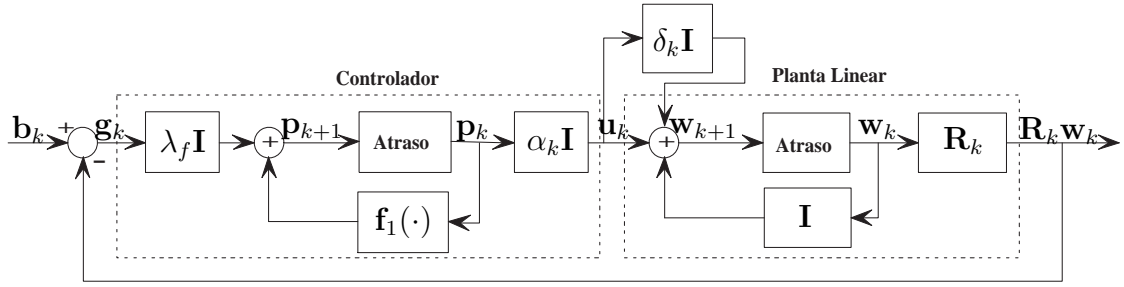 δₖI
Controlador
Planta Linear
bₖ
+
-
gₖ
λ_f I
+
pₖ₊₁
Atraso
pₖ
αₖI
uₖ
+
wₖ₊₁
Atraso
wₖ
Rₖ
Rₖwₖ
f₁(·)
I